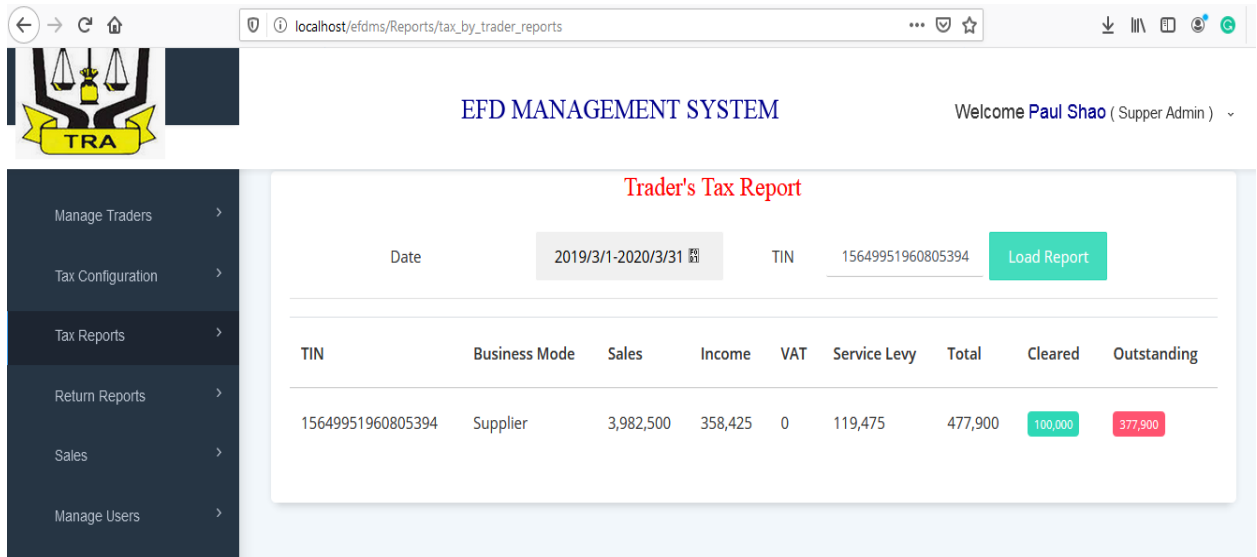 localhost/efdms/Reports/tax_by_trader_reports
TRA
EFD MANAGEMENT SYSTEM
Welcome Paul Shao ( Supper Admin )
Manage Traders
Tax Configuration
Tax Reports
Return Reports
Sales
Manage Users
Trader's Tax Report
Date 2019/3/1-2020/3/31 TIN 15649951960805394 Load Report
TIN Business Mode Sales Income VAT Service Levy Total Cleared Outstanding
15649951960805394 Supplier 3,982,500 358,425 0 119,475 477,900 100,000 377,900